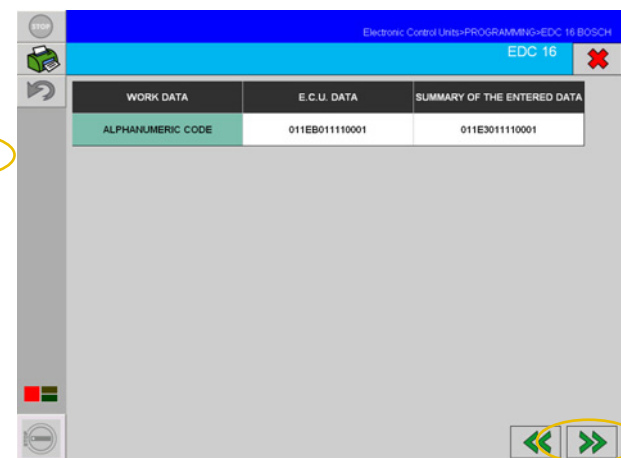 STOP
Electronic Control Units>PROGRAMMING>EDC 16 BOSCH
EDC 16
WORK DATA E.C.U. DATA SUMMARY OF THE ENTERED DATA
ALPHANUMERIC CODE 011EB011110001 011E3011110001
STOP